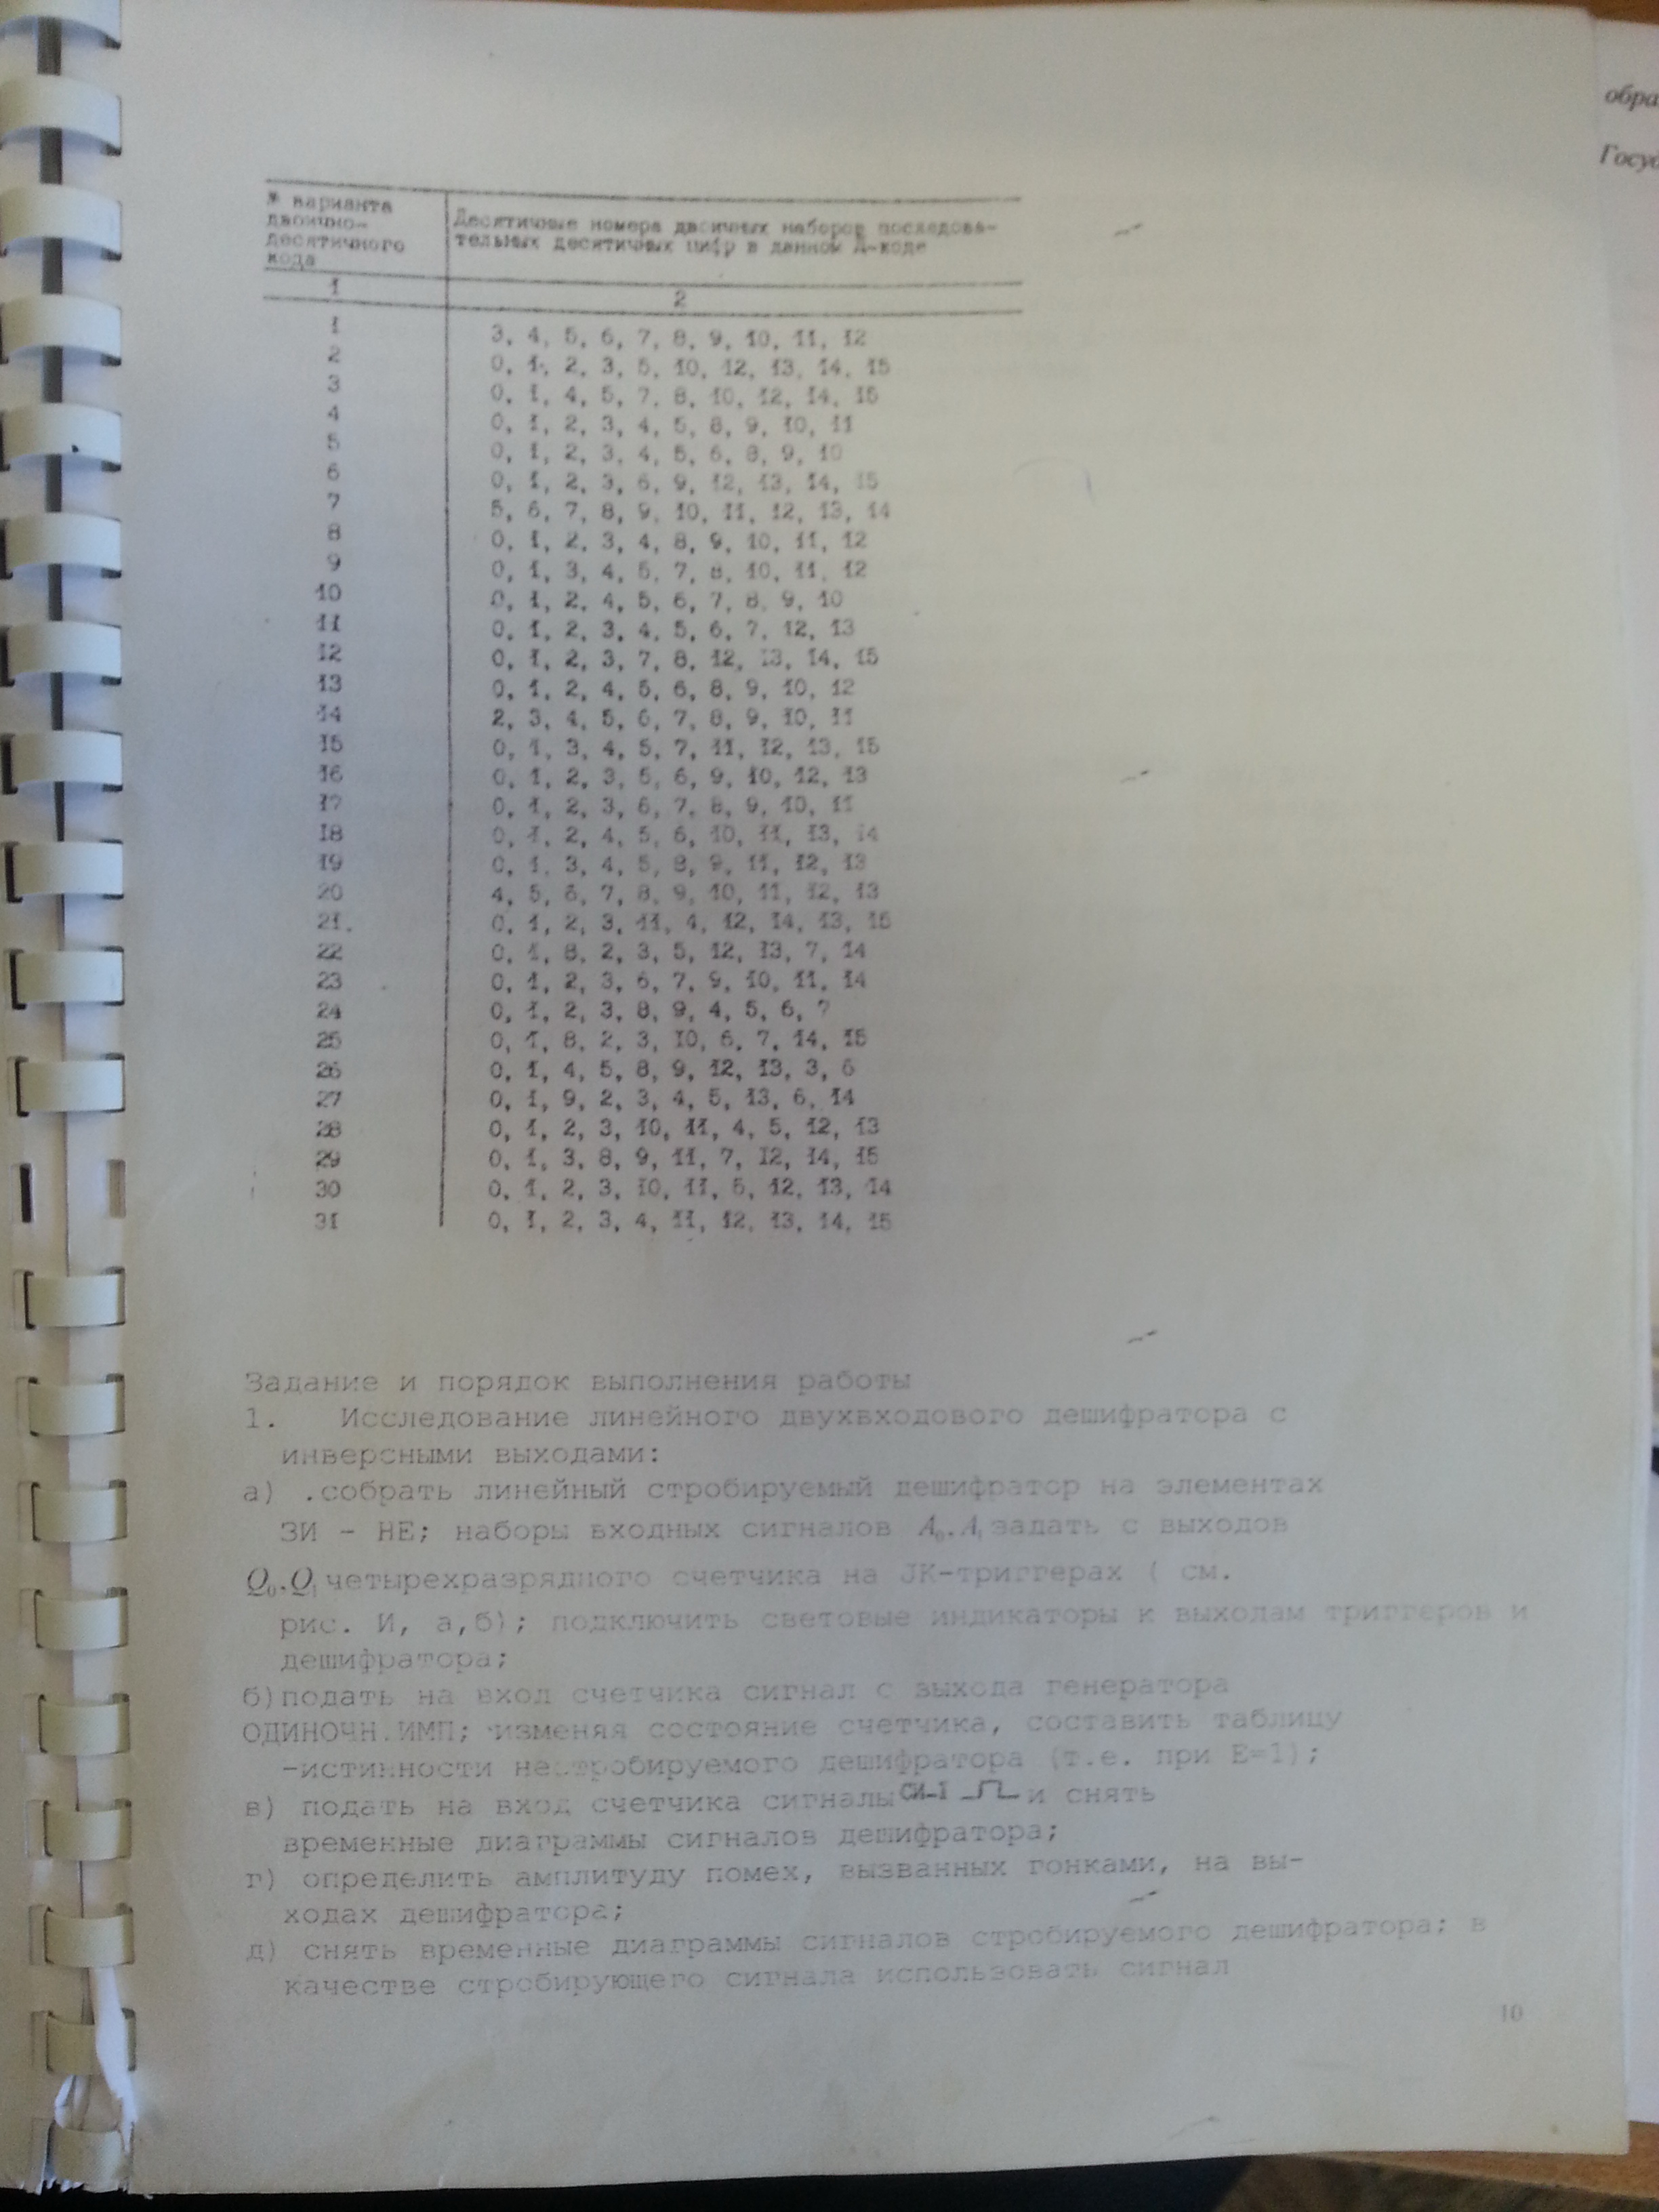 обра
Госуд
№ варианта
двоично-
десятичного
кода
Десятичные номера двоичных наборов последова-
тельных десятичных цифр в данном Д-коде
1 2
1 3, 4, 5, 6, 7, 8, 9, 10, 11, 12
2 0, 1, 2, 3, 5, 10, 12, 13, 14, 15
3 0, 1, 4, 5, 7, 8, 10, 12, 14, 15
4 0, 1, 2, 3, 4, 5, 8, 9, 10, 11
5 0, 1, 2, 3, 4, 5, 6, 8, 9, 10
6 0, 1, 2, 3, 6, 9, 12, 13, 14, 15
7 5, 6, 7, 8, 9, 10, 11, 12, 13, 14
8 0, 1, 2, 3, 4, 8, 9, 10, 11, 12
9 0, 1, 3, 4, 5, 7, 8, 10, 11, 12
10 0, 1, 2, 4, 5, 6, 7, 8, 9, 10
11 0, 1, 2, 3, 4, 5, 6, 7, 12, 13
12 0, 1, 2, 3, 7, 8, 12, 13, 14, 15
13 0, 1, 2, 4, 5, 6, 8, 9, 10, 12
14 2, 3, 4, 5, 6, 7, 8, 9, 10, 11
15 0, 1, 3, 4, 5, 7, 11, 12, 13, 15
16 0, 1, 2, 3, 5, 6, 9, 10, 12, 13
17 0, 1, 2, 3, 6, 7, 8, 9, 10, 11
18 0, 1, 2, 4, 5, 6, 10, 11, 13, 14
19 0, 1, 3, 4, 5, 8, 9, 11, 12, 13
20 4, 5, 6, 7, 8, 9, 10, 11, 12, 13
21. 0, 1, 2, 3, 11, 4, 12, 14, 13, 15
22 0, 1, 8, 2, 3, 5, 12, 13, 7, 14
23 0, 1, 2, 3, 6, 7, 9, 10, 11, 14
24 0, 1, 2, 3, 8, 9, 4, 5, 6, 7
25 0, 1, 8, 2, 3, 10, 6, 7, 14, 15
26 0, 1, 4, 5, 8, 9, 12, 13, 3, 6
27 0, 1, 9, 2, 3, 4, 5, 13, 6, 14
28 0, 1, 2, 3, 10, 11, 4, 5, 12, 13
29 0, 1, 3, 8, 9, 11, 7, 12, 14, 15
30 0, 1, 2, 3, 10, 11, 5, 12, 13, 14
31 0, 1, 2, 3, 4, 11, 12, 13, 14, 15
Задание и порядок выполнения работы
1. Исследование линейного двухвходового дешифратора с
инверсными выходами:
а) .собрать линейный стробируемый дешифратор на элементах
ЗИ - НЕ; наборы входных сигналов A₀.A₁ задать с выходов
Q₀.Q₁ четырехразрядного счетчика на JK-триггерах ( см.
рис. И, а,б); подключить световые индикаторы к выходам триггеров и
дешифратора;
б)подать на вход счетчика сигнал с выхода генератора
ОДИНОЧН.ИМП; изменяя состояние счетчика, составить таблицу
-истинности нестробируемого дешифратора (т.е. при Е=1);
в) подать на вход счетчика сигналы СИ-1 и снять
временные диаграммы сигналов дешифратора;
г) определить амплитуду помех, вызванных гонками, на вы-
ходах дешифратора;
д) снять временные диаграммы сигналов стробируемого дешифратора; в
качестве стробирующего сигнала использовать сигнал
10